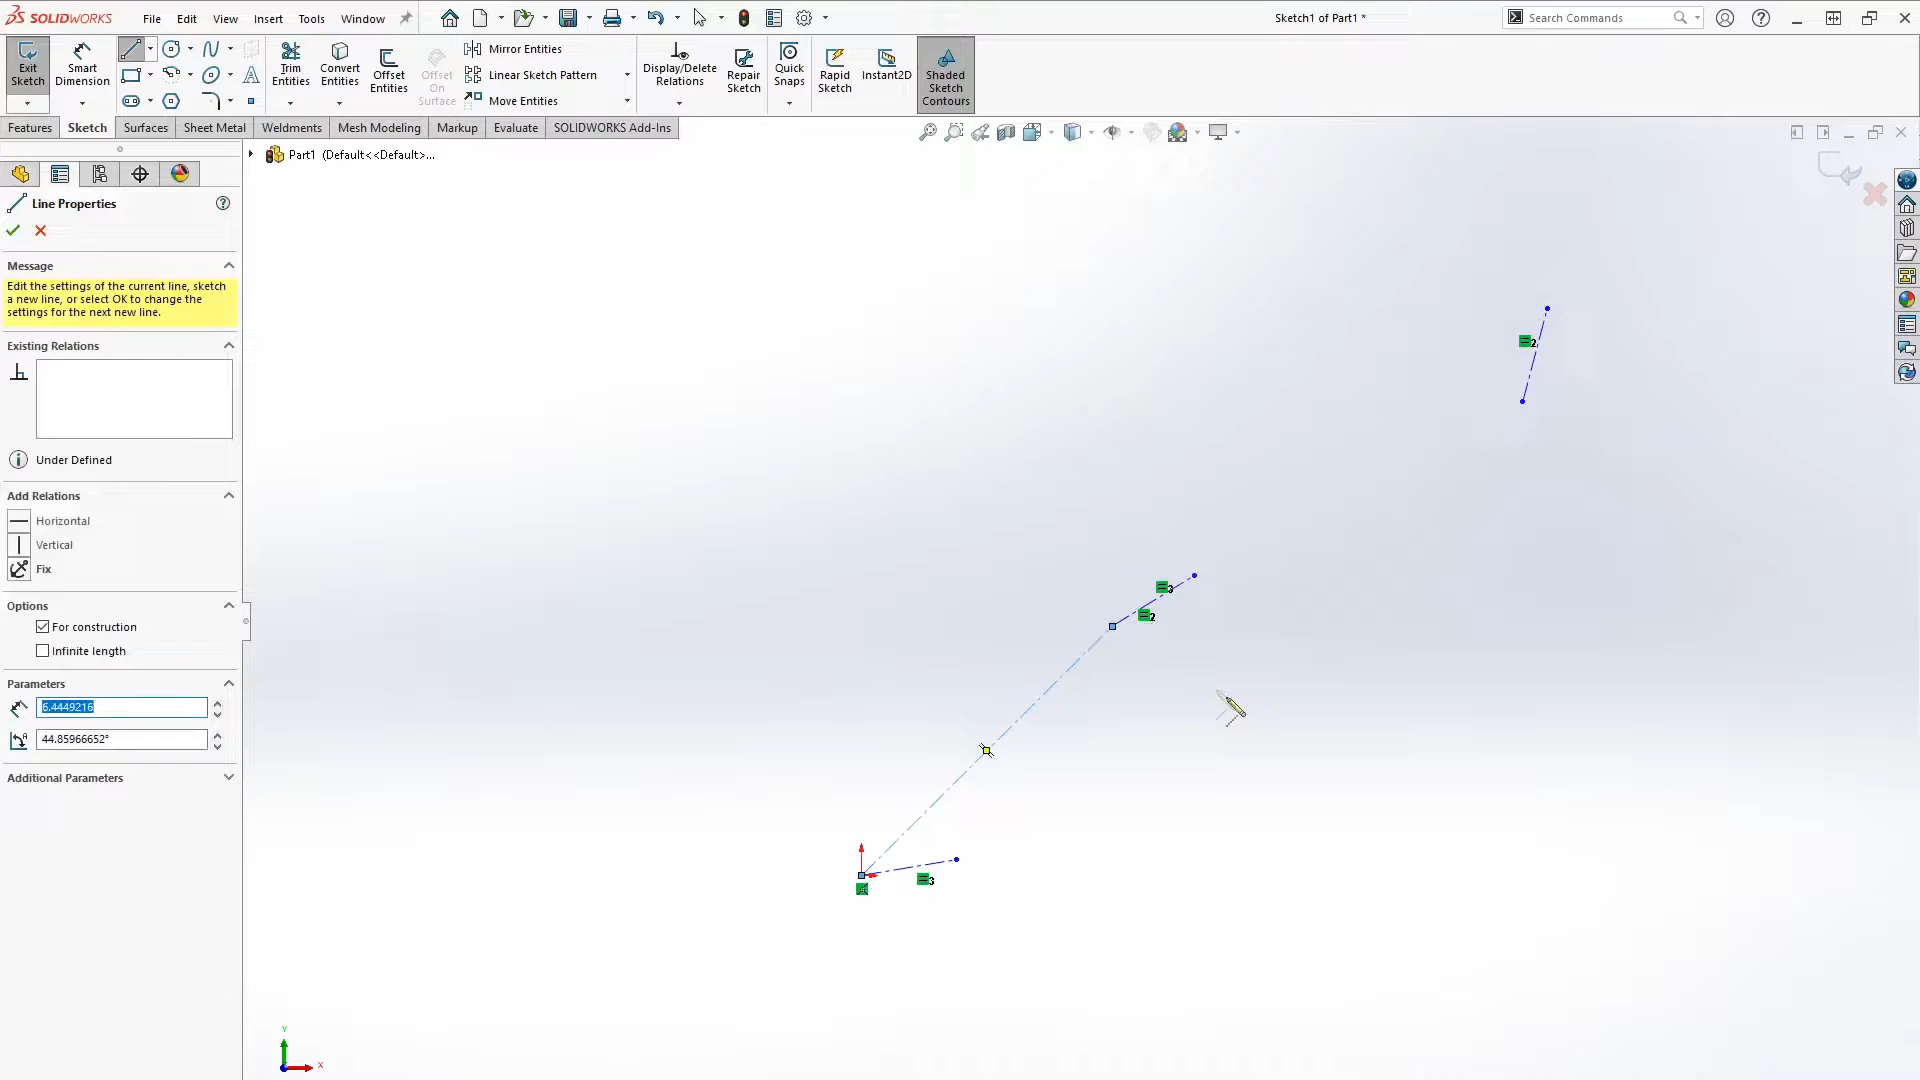 SOLIDWORKS
File Edit View Insert Tools Window
Sketch1 of Part1 *
Search Commands
Exit Sketch
Smart Dimension
Trim Entities
Convert Entities
Offset Entities
Offset On Surface
Mirror Entities
Linear Sketch Pattern
Move Entities
Display/Delete Relations
Repair Sketch
Quick Snaps
Rapid Sketch
Instant2D
Shaded Sketch Contours
Features Sketch Surfaces Sheet Metal Weldments Mesh Modeling Markup Evaluate SOLIDWORKS Add-Ins
Part1 (Default<<Default>...
Line Properties
Message
Edit the settings of the current line, sketch
a new line, or select OK to change the
settings for the next new line.
Existing Relations
Under Defined
Add Relations
Horizontal
Vertical
Fix
Options
For construction
Infinite length
Parameters
6.4449216
44.85966652°
Additional Parameters
2
3
2
3
Y
X